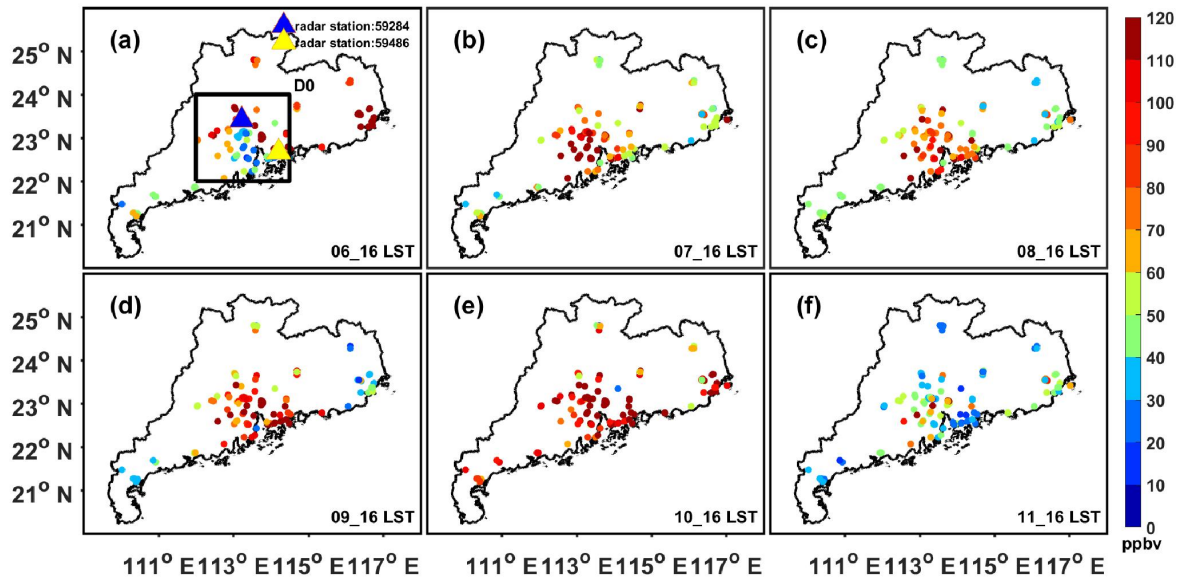 (a)
radar station:59284
radar station:59486
D0
06_16 LST
(b)
07_16 LST
(c)
08_16 LST
25° N
24° N
23° N
22° N
21° N
(d)
09_16 LST
(e)
10_16 LST
(f)
11_16 LST
25° N
24° N
23° N
22° N
21° N
111° E113° E115° E117° E
111° E113° E115° E117° E
111° E113° E115° E117° E
120
110
100
90
80
70
60
50
40
30
20
10
0
ppbv